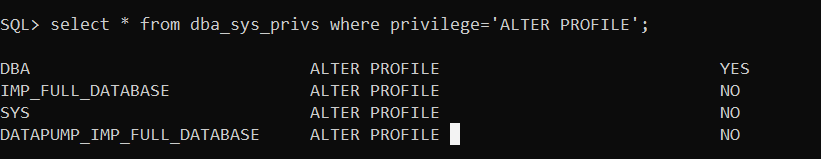 SQL> select * from dba_sys_privs where privilege='ALTER PROFILE';
DBA ALTER PROFILE YES
IMP_FULL_DATABASE ALTER PROFILE NO
SYS ALTER PROFILE NO
DATAPUMP_IMP_FULL_DATABASE ALTER PROFILE NO